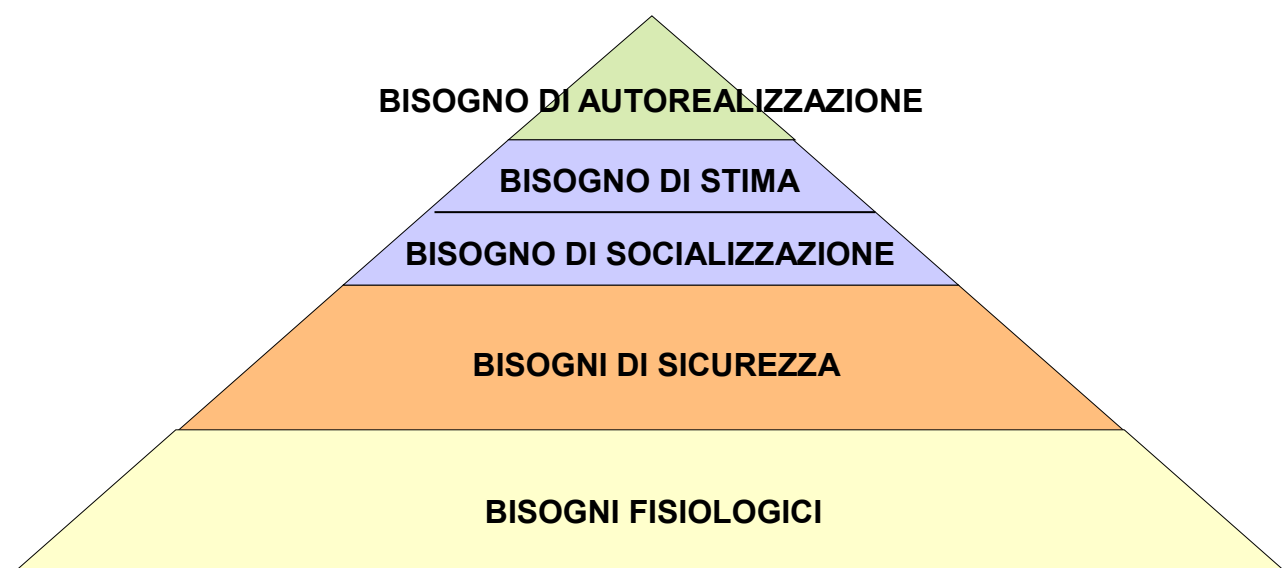 BISOGNO DI AUTOREALIZZAZIONE
BISOGNO DI STIMA
BISOGNO DI SOCIALIZZAZIONE
BISOGNI DI SICUREZZA
BISOGNI FISIOLOGICI